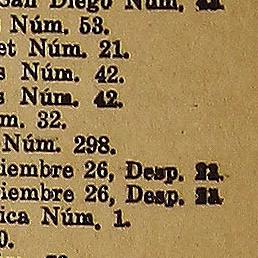 San Diego Núm.
Núm. 53.
et Núm. 21.
s Núm. 42.
s Núm. 42.
m. 32.
Núm. 298.
iembre 26, Desp.
iembre 26, Desp.
ica Núm. 1.
0.